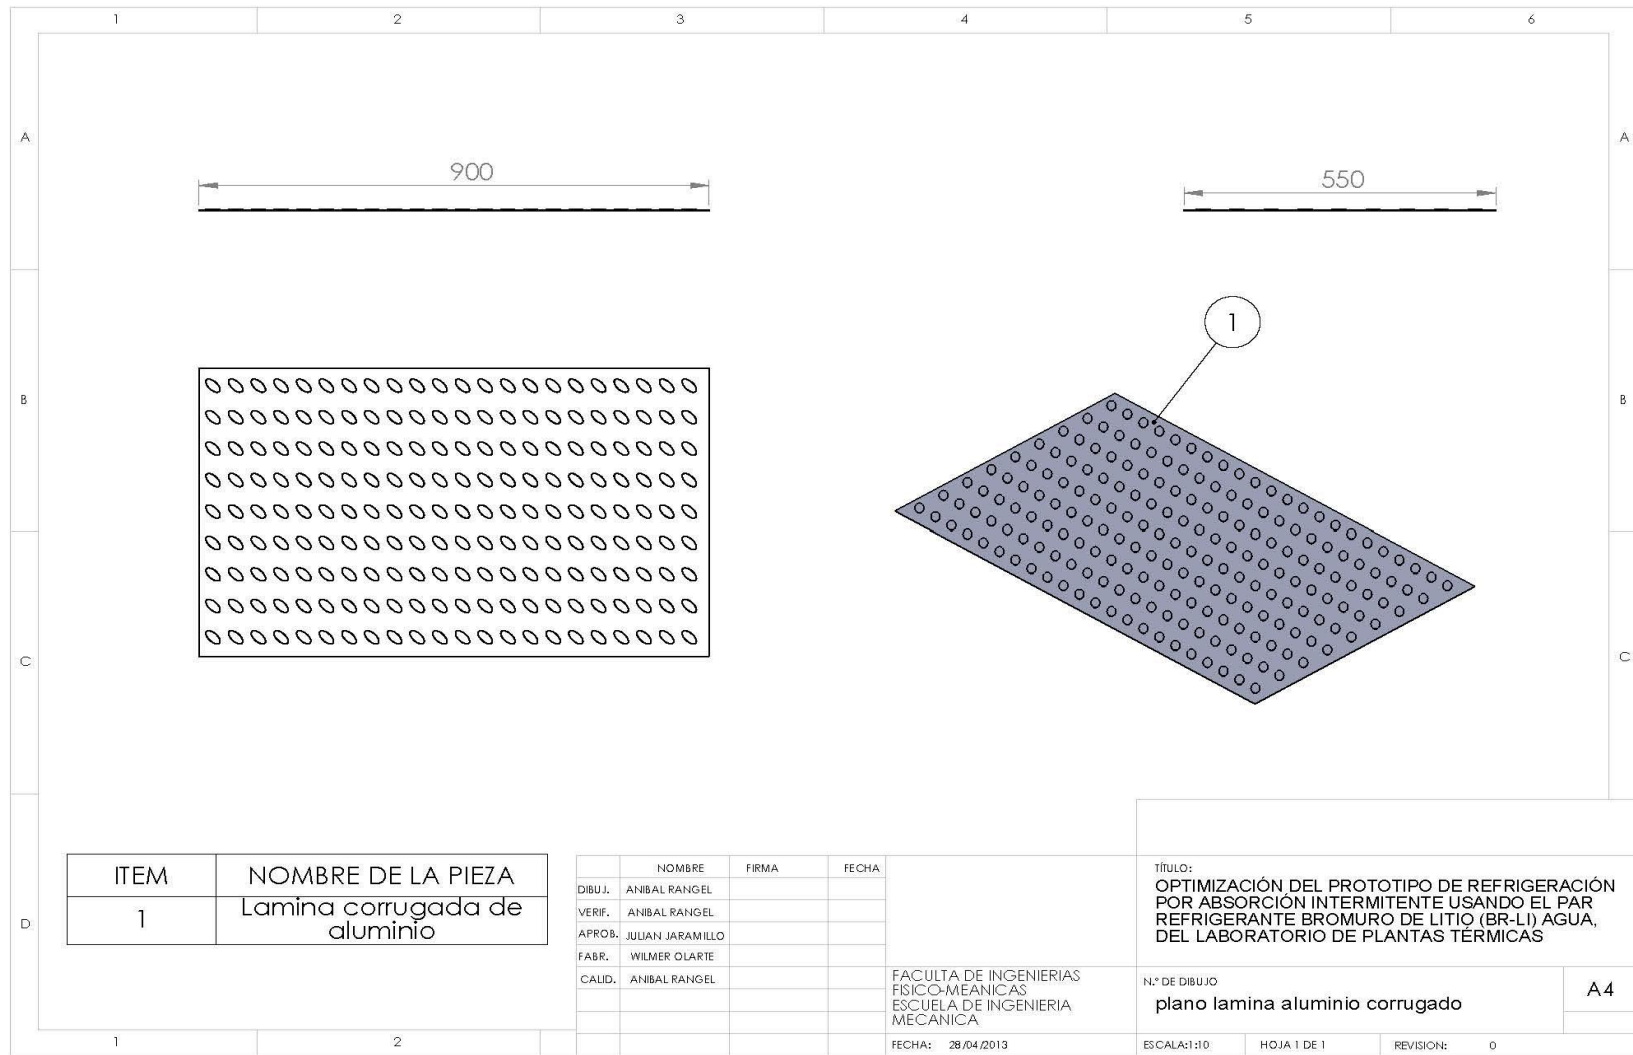 1 2 3 4 5 6
A A
900
550
1
B B
C C
ITEM NOMBRE DE LA PIEZA
1 Lamina corrugada de
aluminio
D
NOMBRE FIRMA FECHA
DIBUJ. ANIBAL RANGEL
VERIF. ANIBAL RANGEL
APROB. JULIAN JARAMILLO
FABR. WILMER OLARTE
CALID. ANIBAL RANGEL
FACULTA DE INGENIERIAS
FISICO-MEANICAS
ESCUELA DE INGENIERIA
MECANICA
FECHA: 28/04/2013
TÍTULO:
OPTIMIZACIÓN DEL PROTOTIPO DE REFRIGERACIÓN
POR ABSORCIÓN INTERMITENTE USANDO EL PAR
REFRIGERANTE BROMURO DE LITIO (BR-LI) AGUA,
DEL LABORATORIO DE PLANTAS TÉRMICAS
N.º DE DIBUJO
plano lamina aluminio corrugado
A4
ESCALA:1:10 HOJA 1 DE 1 REVISION: 0
1 2